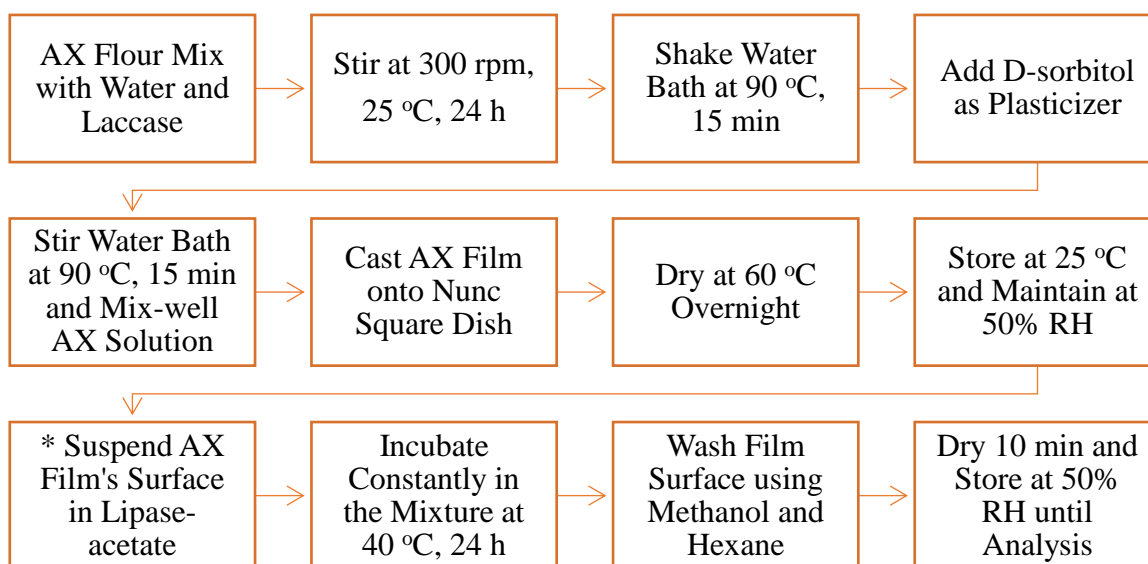 AX Flour Mix
with Water and
Laccase
Stir at 300 rpm,
25 °C, 24 h
Shake Water
Bath at 90 °C,
15 min
Add D-sorbitol
as Plasticizer
Stir Water Bath
at 90 °C, 15 min
and Mix-well
AX Solution
Cast AX Film
onto Nunc
Square Dish
Dry at 60 °C
Overnight
Store at 25 °C
and Maintain at
50% RH
* Suspend AX
Film's Surface
in Lipase-
acetate
Incubate
Constantly in
the Mixture at
40 °C, 24 h
Wash Film
Surface using
Methanol and
Hexane
Dry 10 min and
Store at 50%
RH until
Analysis